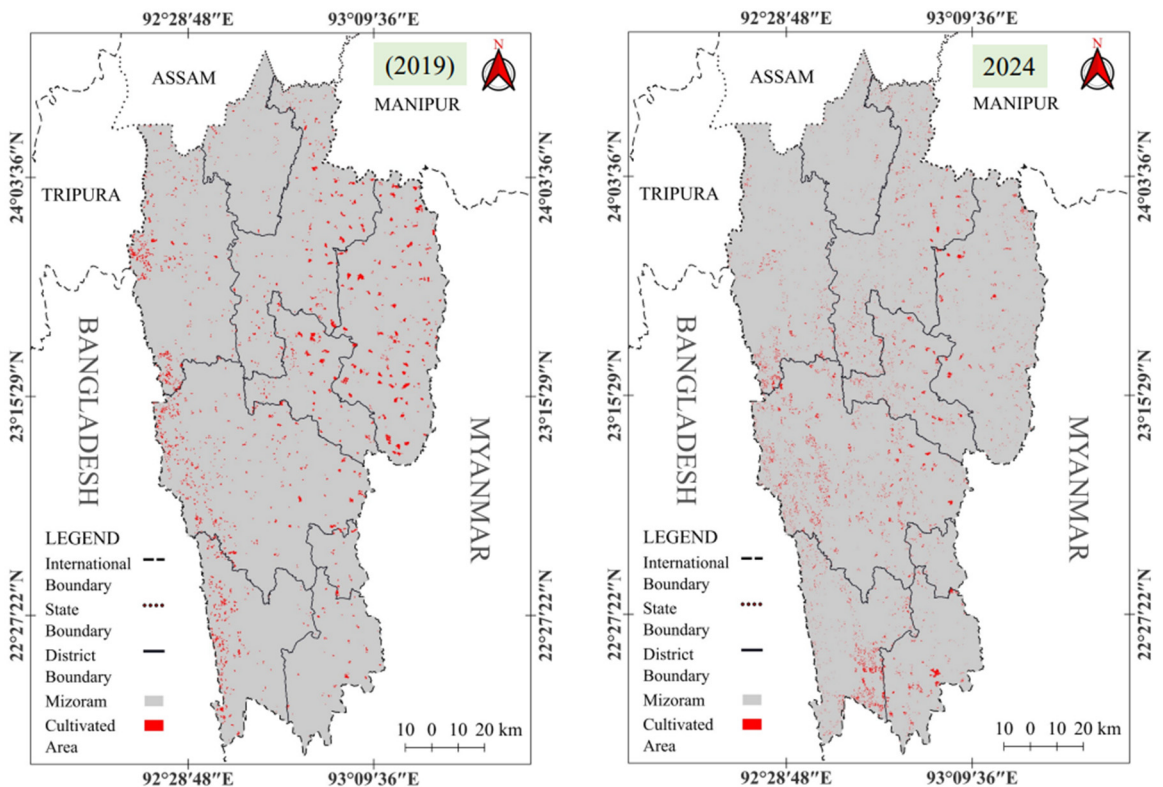 92°28′48″E 93°09′36″E
N
(2019)
ASSAM
MANIPUR
24°03′36″N
24°03′36″N
TRIPURA
BANGLADESH
23°15′29″N
23°15′29″N
MYANMAR
LEGEND
International
Boundary
State
Boundary
22°27′22″N
22°27′22″N
District
Boundary
Mizoram
Cultivated
Area
10 0 10 20 km
92°28′48″E 93°09′36″E
92°28′48″E 93°09′36″E
N
2024
ASSAM
MANIPUR
24°03′36″N
24°03′36″N
TRIPURA
BANGLADESH
23°15′29″N
23°15′29″N
MYANMAR
LEGEND
International
Boundary
State
Boundary
22°27′22″N
22°27′22″N
District
Boundary
Mizoram
Cultivated
Area
10 0 10 20 km
92°28′48″E 93°09′36″E